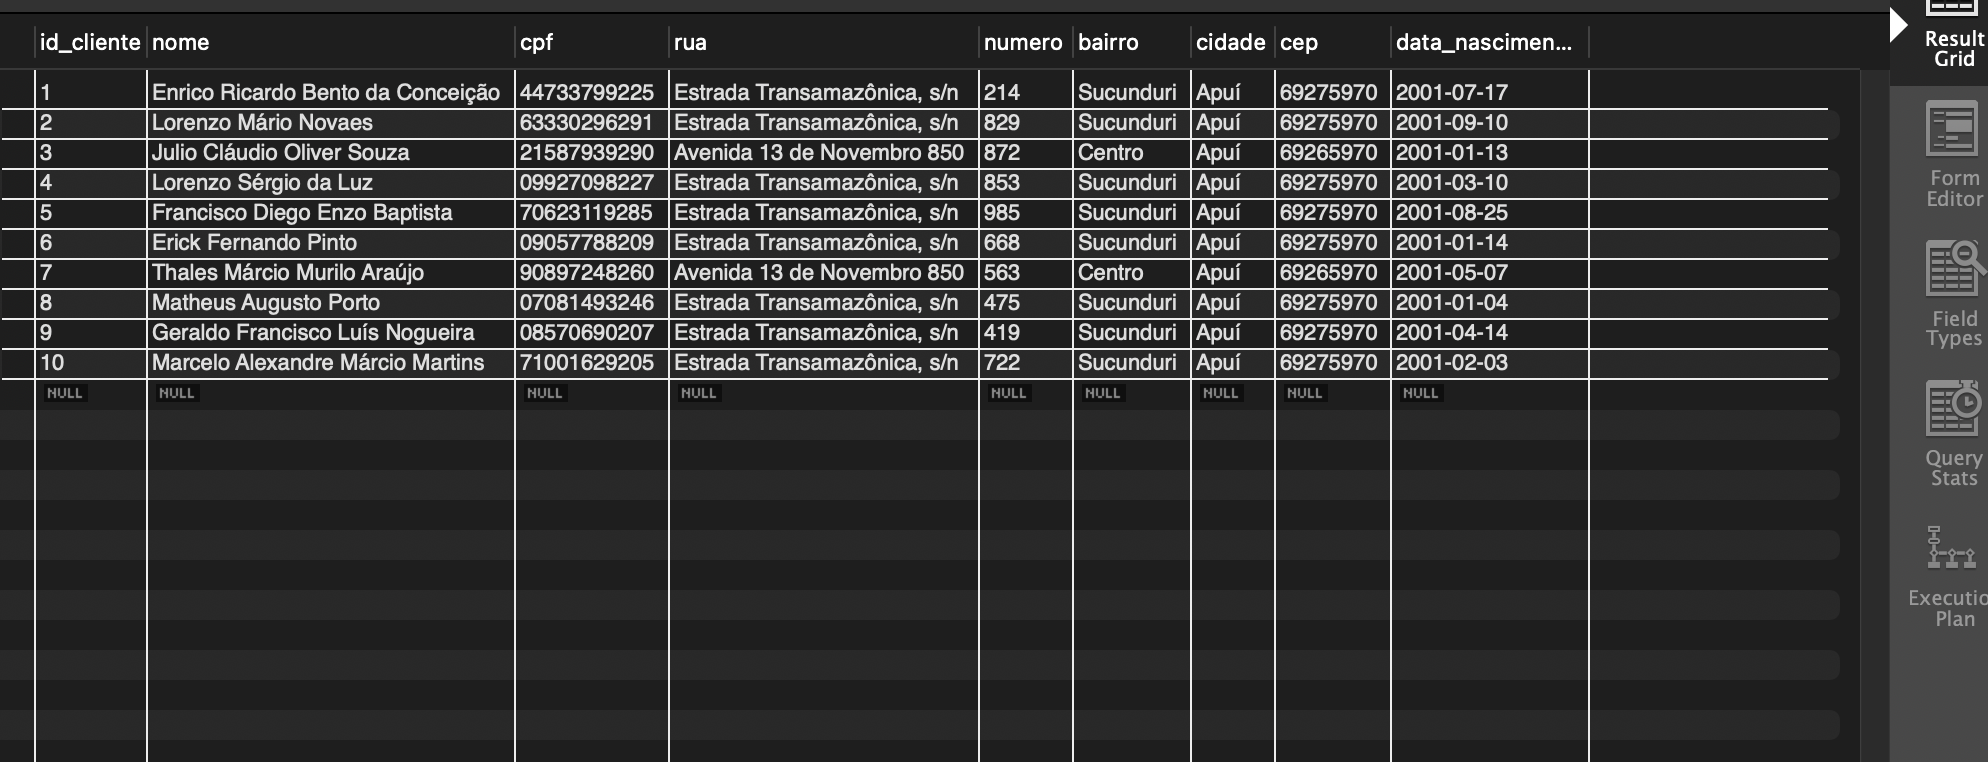 id_cliente nome cpf rua numero bairro cidade cep data_nascimen...
1 Enrico Ricardo Bento da Conceição 44733799225 Estrada Transamazônica, s/n 214 Sucunduri Apuí 69275970 2001-07-17
2 Lorenzo Mário Novaes 63330296291 Estrada Transamazônica, s/n 829 Sucunduri Apuí 69275970 2001-09-10
3 Julio Cláudio Oliver Souza 21587939290 Avenida 13 de Novembro 850 872 Centro Apuí 69265970 2001-01-13
4 Lorenzo Sérgio da Luz 09927098227 Estrada Transamazônica, s/n 853 Sucunduri Apuí 69275970 2001-03-10
5 Francisco Diego Enzo Baptista 70623119285 Estrada Transamazônica, s/n 985 Sucunduri Apuí 69275970 2001-08-25
6 Erick Fernando Pinto 09057788209 Estrada Transamazônica, s/n 668 Sucunduri Apuí 69275970 2001-01-14
7 Thales Márcio Murilo Araújo 90897248260 Avenida 13 de Novembro 850 563 Centro Apuí 69265970 2001-05-07
8 Matheus Augusto Porto 07081493246 Estrada Transamazônica, s/n 475 Sucunduri Apuí 69275970 2001-01-04
9 Geraldo Francisco Luís Nogueira 08570690207 Estrada Transamazônica, s/n 419 Sucunduri Apuí 69275970 2001-04-14
10 Marcelo Alexandre Márcio Martins 71001629205 Estrada Transamazônica, s/n 722 Sucunduri Apuí 69275970 2001-02-03
NULL NULL NULL NULL NULL NULL NULL NULL NULL
Result
Grid
Form
Editor
Field
Types
Query
Stats
Executio
Plan